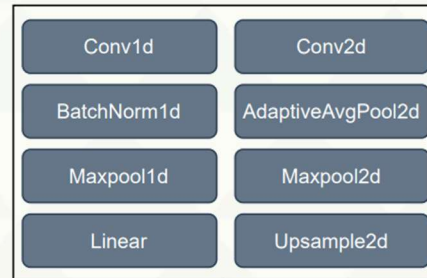 Conv1d
Conv2d
BatchNorm1d
AdaptiveAvgPool2d
Maxpool1d
Maxpool2d
Linear
Upsample2d